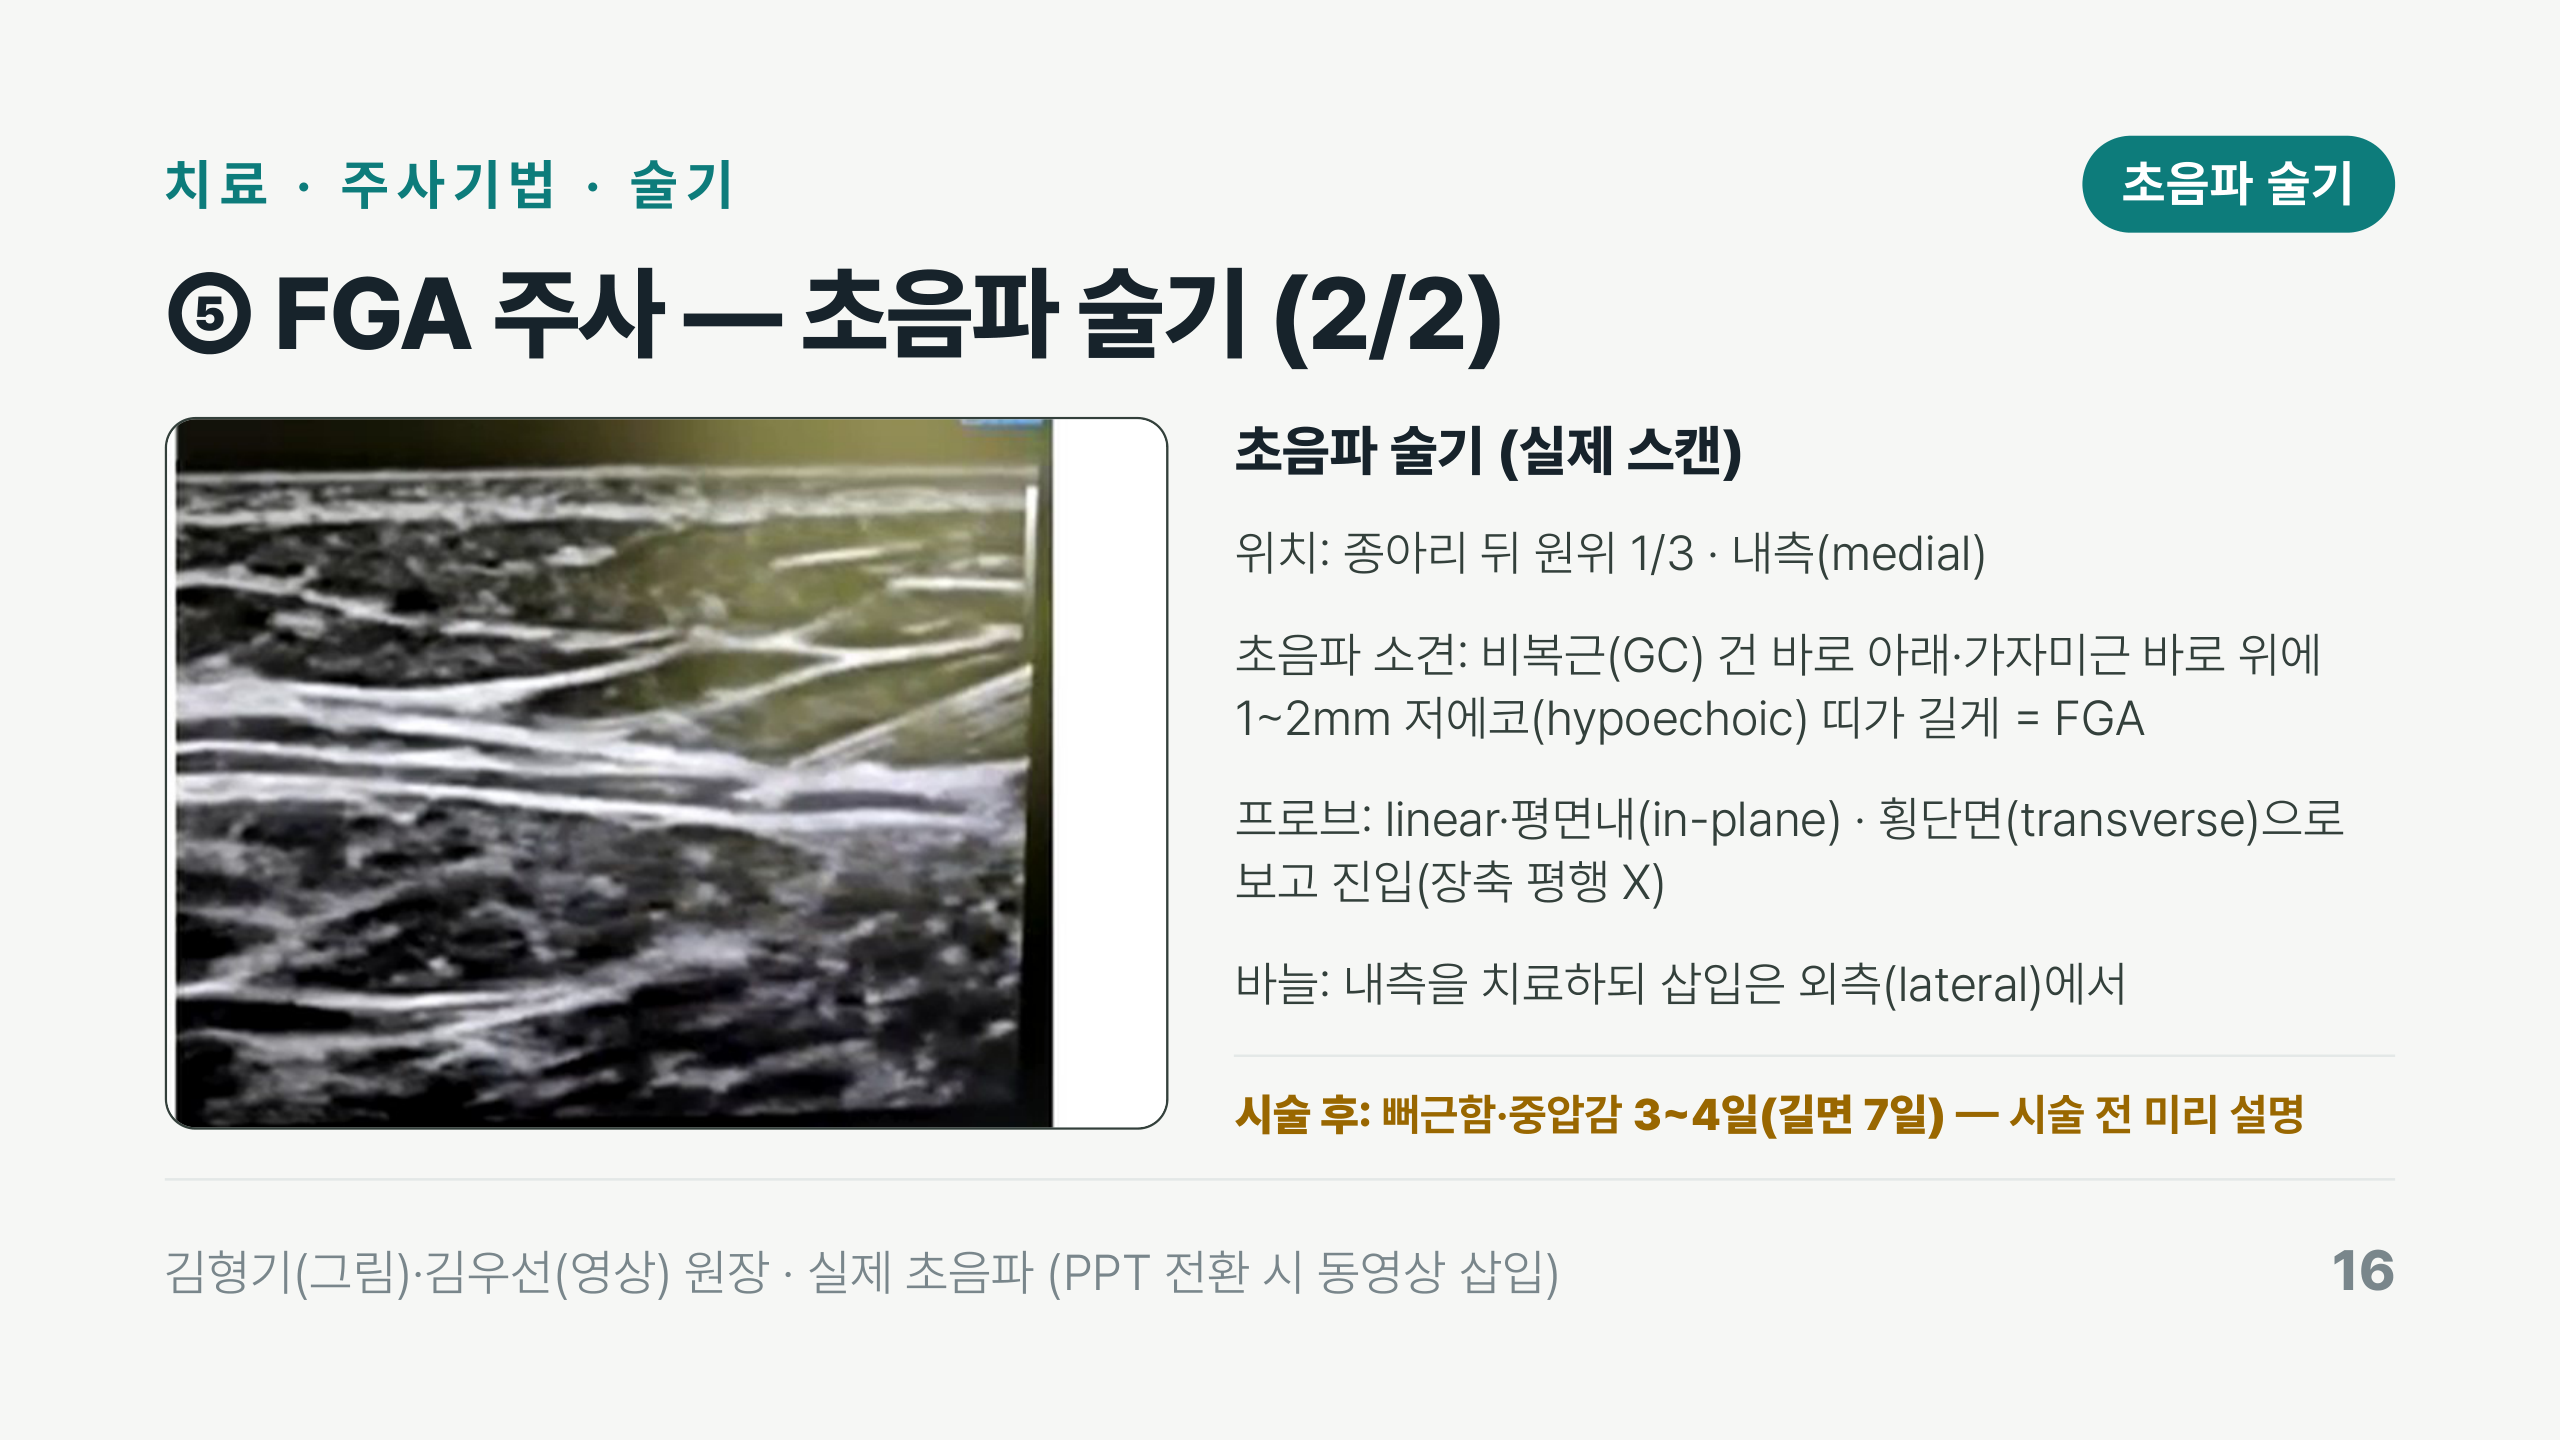 치료 · 주사기법 · 술기
초음파 술기
⑤ FGA 주사 — 초음파 술기 (2/2)
초음파 술기 (실제 스캔)
위치: 종아리 뒤 원위 1/3 · 내측(medial)
초음파 소견: 비복근(GC) 건 바로 아래·가자미근 바로 위에
1~2mm 저에코(hypoechoic) 띠가 길게 = FGA
프로브: linear·평면내(in-plane) · 횡단면(transverse)으로
보고 진입(장축 평행 X)
바늘: 내측을 치료하되 삽입은 외측(lateral)에서
시술 후: 뻐근함·중압감 3~4일(길면 7일) — 시술 전 미리 설명
김형기(그림)·김우선(영상) 원장 · 실제 초음파 (PPT 전환 시 동영상 삽입)
16